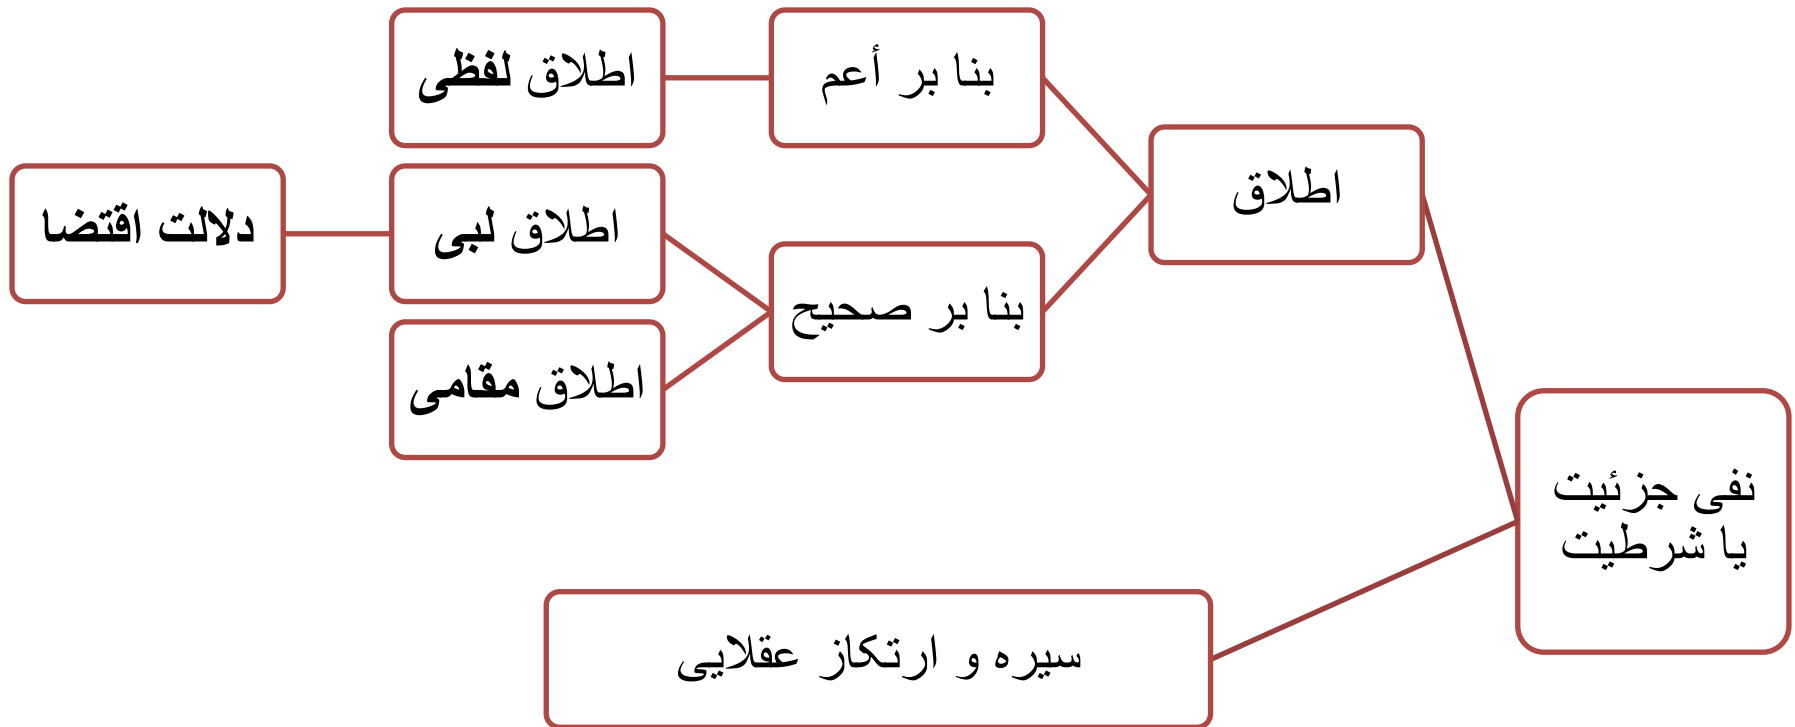 نفی جزئیت
یا شرطیت
اطلاق
بنا بر أعم
اطلاق لفظی
بنا بر صحیح
اطلاق لبی
دلالت اقتضا
اطلاق مقامی
سیره و ارتکاز عقلایی